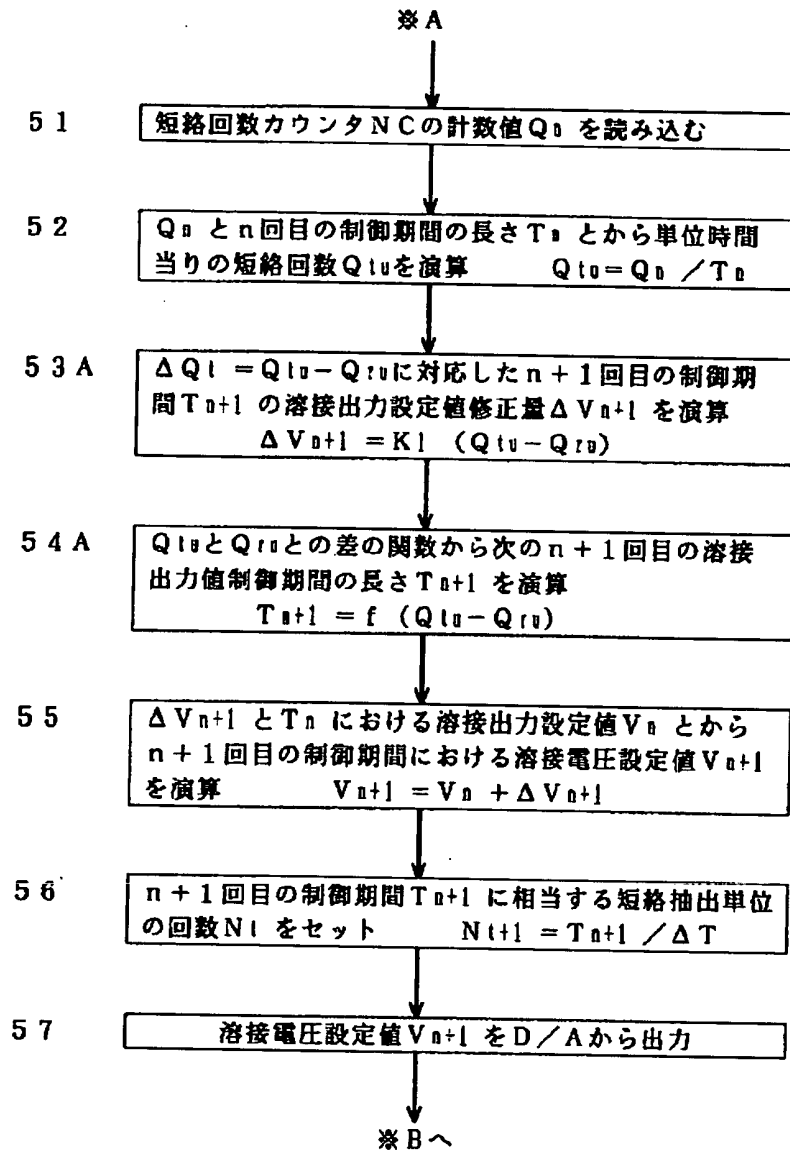 ※A
51 短絡回数カウンタNCの計数値Qn を読み込む
52 Qn とn回目の制御期間の長さTn とから単位時間
当りの短絡回数Qtuを演算 Qtu=Qn /Tn
53A ΔQt =Qtu-Qruに対応したn+1回目の制御期
間Tn+1 の溶接出力設定値修正量ΔVn+1 を演算
ΔVn+1 =K1 (Qtu-Qru)
54A QtuとQruとの差の関数から次のn+1回目の溶接
出力値制御期間の長さTn+1 を演算
Tn+1 =f (Qtu-Qru)
55 ΔVn+1 とTn における溶接出力設定値Vn とから
n+1回目の制御期間における溶接電圧設定値Vn+1
を演算 Vn+1 =Vn +ΔVn+1
56 n+1回目の制御期間Tn+1 に相当する短絡抽出単位
の回数Nt をセット Nt+1 =Tn+1 /ΔT
57 溶接電圧設定値Vn+1 をD/Aから出力
※Bへ